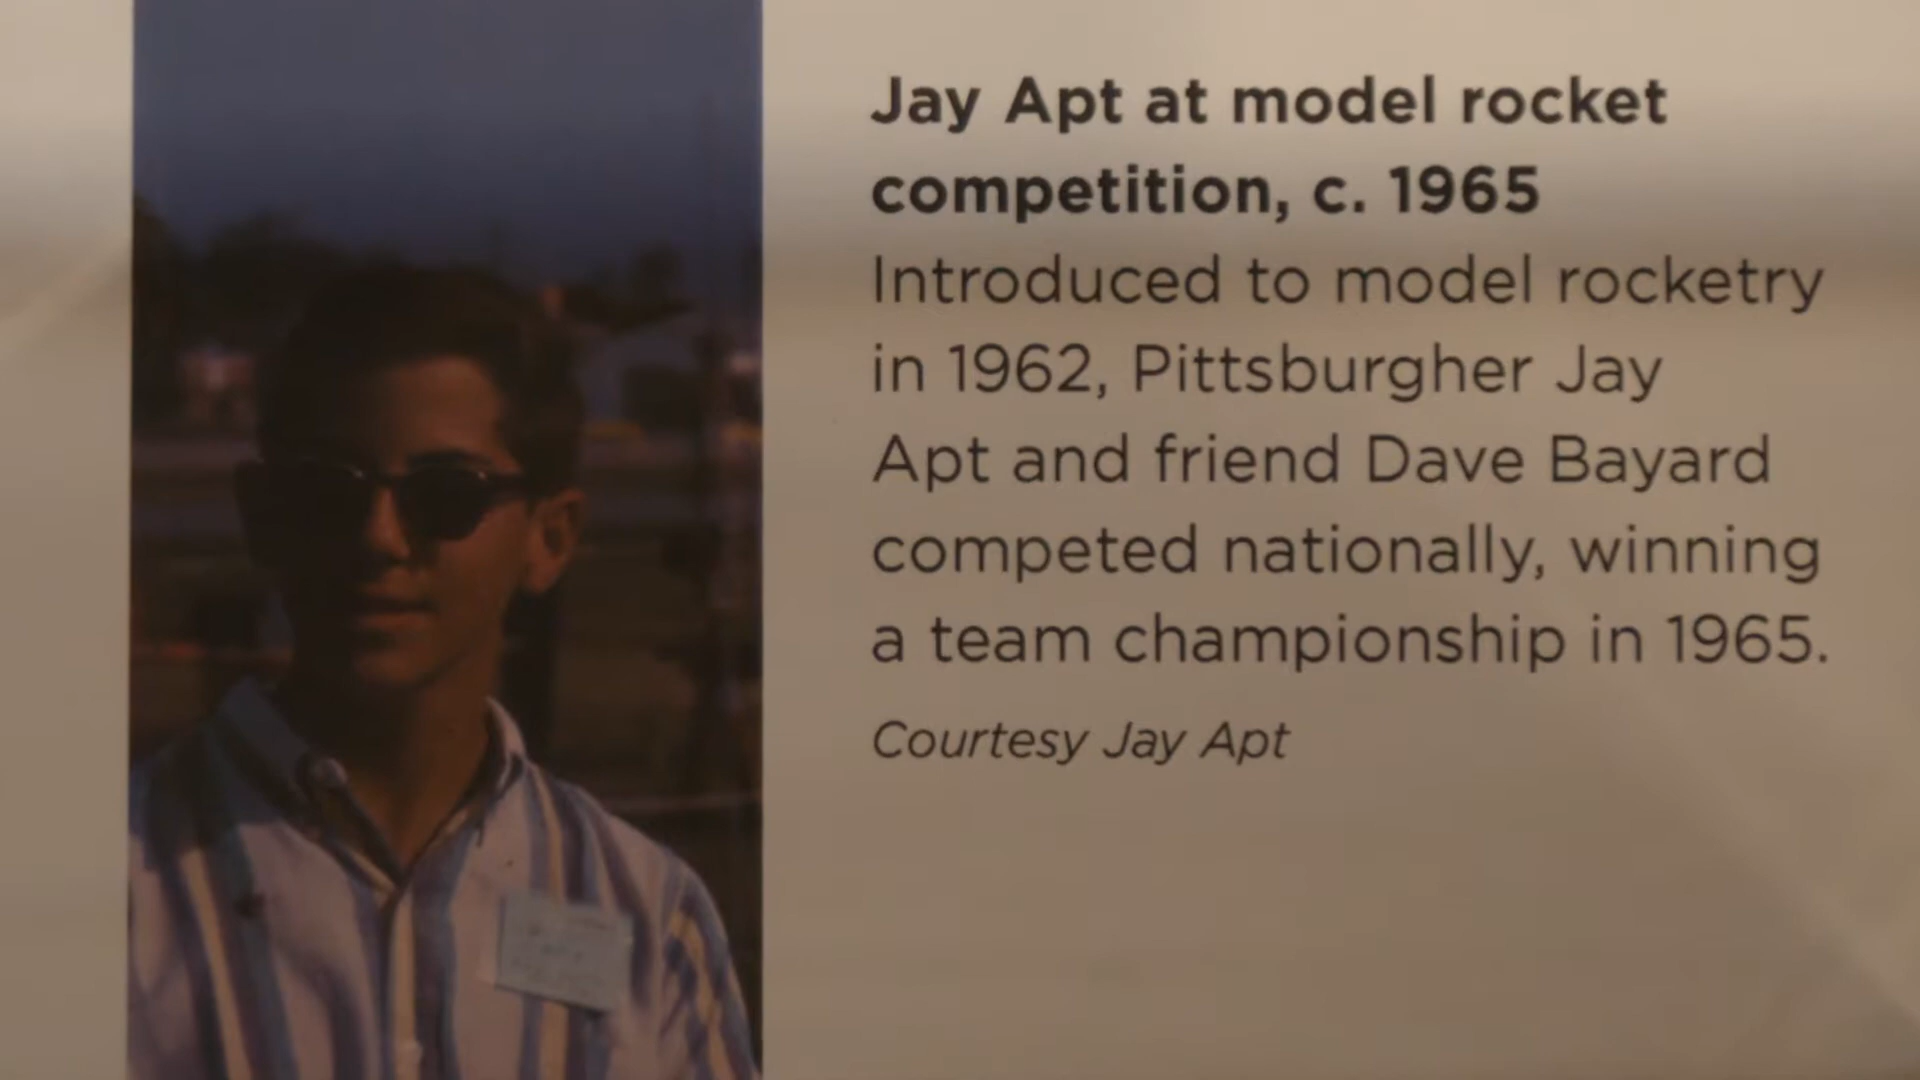 Jay Apt at model rocket
competition, c. 1965
Introduced to model rocketry
in 1962, Pittsburgher Jay
Apt and friend Dave Bayard
competed nationally, winning
a team championship in 1965.
Courtesy Jay Apt